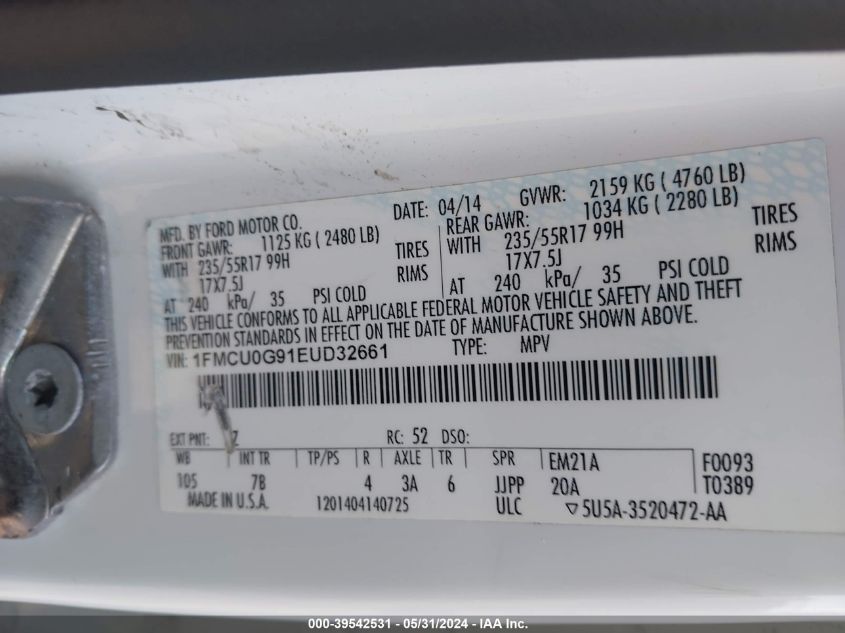 MFD. BY FORD MOTOR CO. DATE: 04/14 GVWR: 2159 KG ( 4760 LB)
FRONT GAWR: 1125 KG ( 2480 LB) REAR GAWR: 1034 KG ( 2280 LB)
WITH 235/55R17 99H TIRES WITH 235/55R17 99H TIRES
17X7.5J RIMS 17X7.5J RIMS
AT 240 kPa/ 35 PSI COLD AT 240 kPa/ 35 PSI COLD
THIS VEHICLE CONFORMS TO ALL APPLICABLE FEDERAL MOTOR VEHICLE SAFETY AND THEFT
PREVENTION STANDARDS IN EFFECT ON THE DATE OF MANUFACTURE SHOWN ABOVE.
VIN: 1FMCU0G91EUD32661 TYPE: MPV
EXT PNT: Z RC: 52 DSO:
WB INT TR TP/PS R AXLE TR SPR EM21A F0093
105 7B 4 3A 6 JJPP 20A T0389
MADE IN U.S.A. 1201404140725 ULC ▽5U5A-3520472-AA
000-39542531 - 05/31/2024 - IAA Inc.